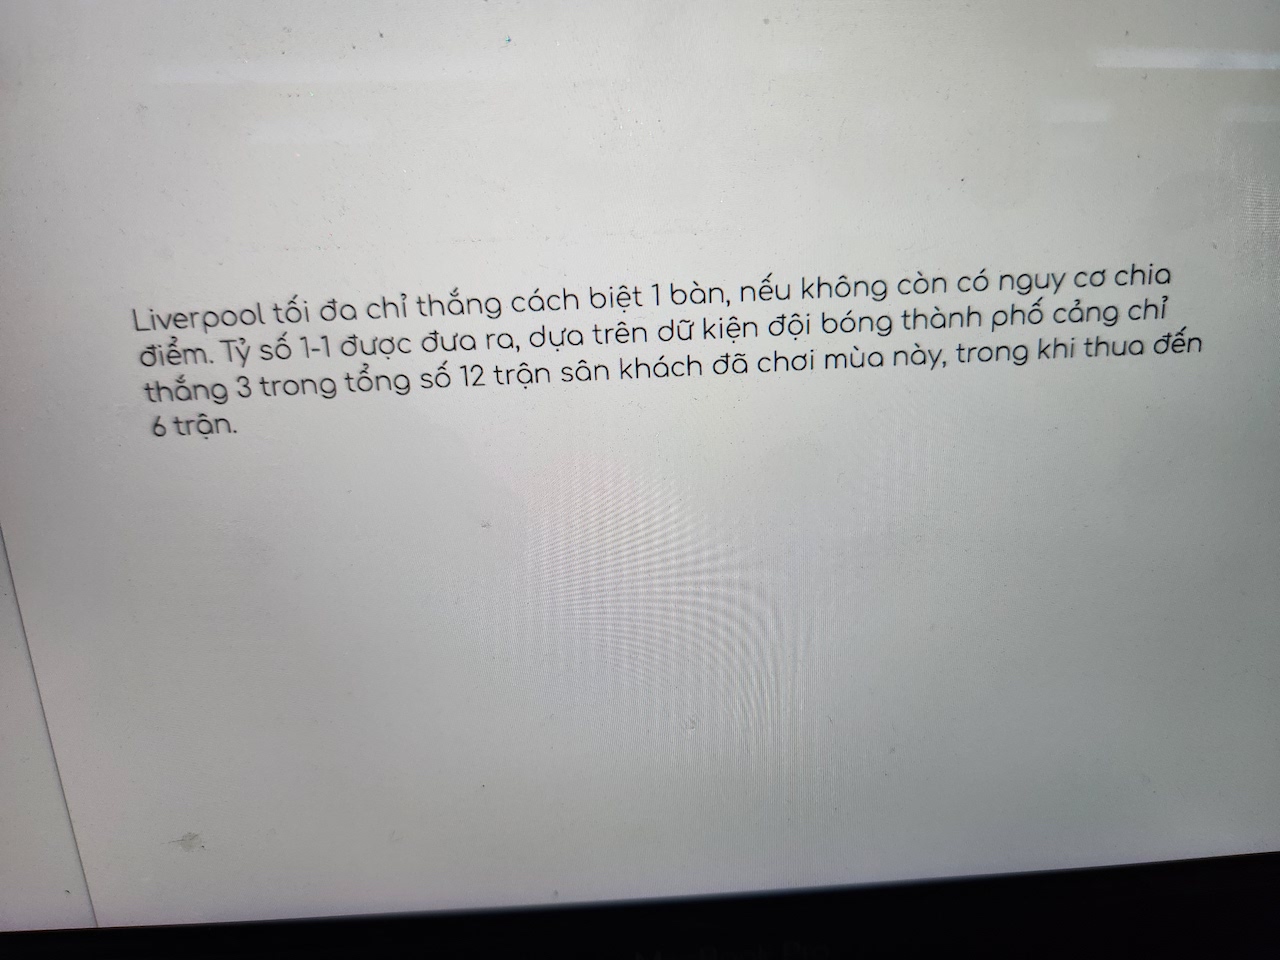 Liverpool tối đa chỉ thắng cách biệt 1 bàn, nếu không còn có nguy cơ chia
điểm. Tỷ số 1-1 được đưa ra, dựa trên dữ kiện đội bóng thành phố cảng chỉ
thắng 3 trong tổng số 12 trận sân khách đã chơi mùa này, trong khi thua đến
6 trận.